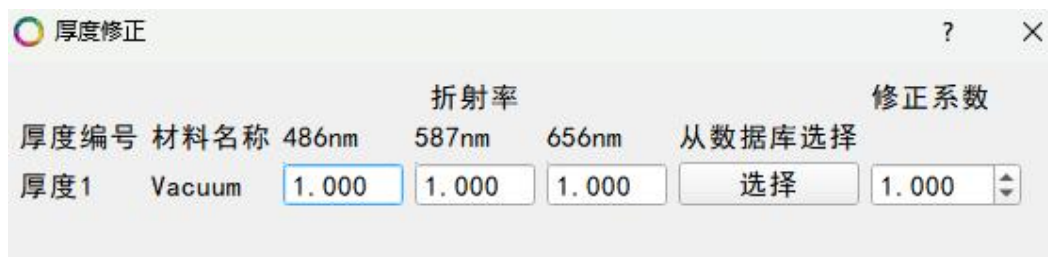 厚度修正 ?
折射率 修正系数
厚度编号 材料名称 486nm 587nm 656nm 从数据库选择
厚度1 Vacuum 1.000 1.000 1.000 选择 1.000